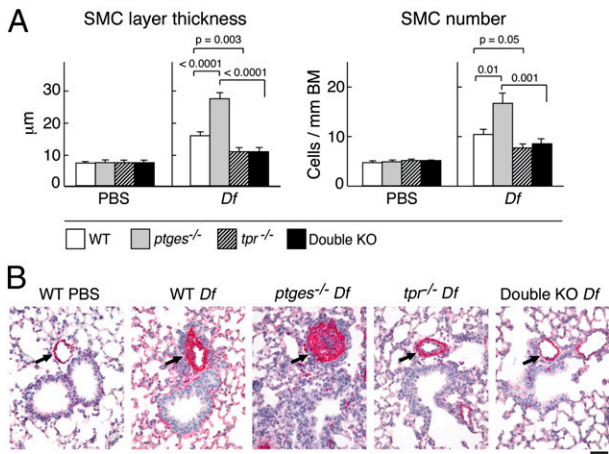 A
SMC layer thickness
SMC number
p = 0.003
< 0.0001
< 0.0001
p = 0.05
0.01
0.001
µm
30
20
10
0
PBS
Df
Cells / mm BM
20
10
0
PBS
Df
WT
ptges-/-
tpr-/-
Double KO
B
WT PBS
WT Df
ptges-/- Df
tpr-/- Df
Double KO Df